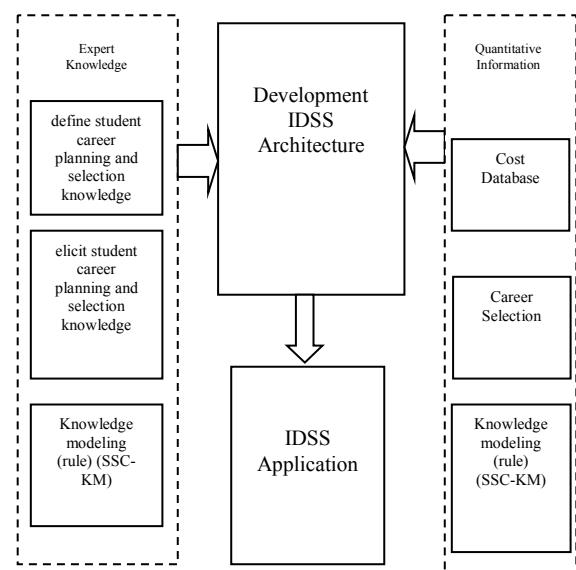 Expert
Knowledge
define student
career
planning and
selection
knowledge
elicit student
career
planning and
selection
knowledge
Knowledge
modeling
(rule) (SSC-
KM)
Development
IDSS
Architecture
IDSS
Application
Quantitative
Information
Cost
Database
Career
Selection
Knowledge
modeling
(rule)
(SSC-KM)